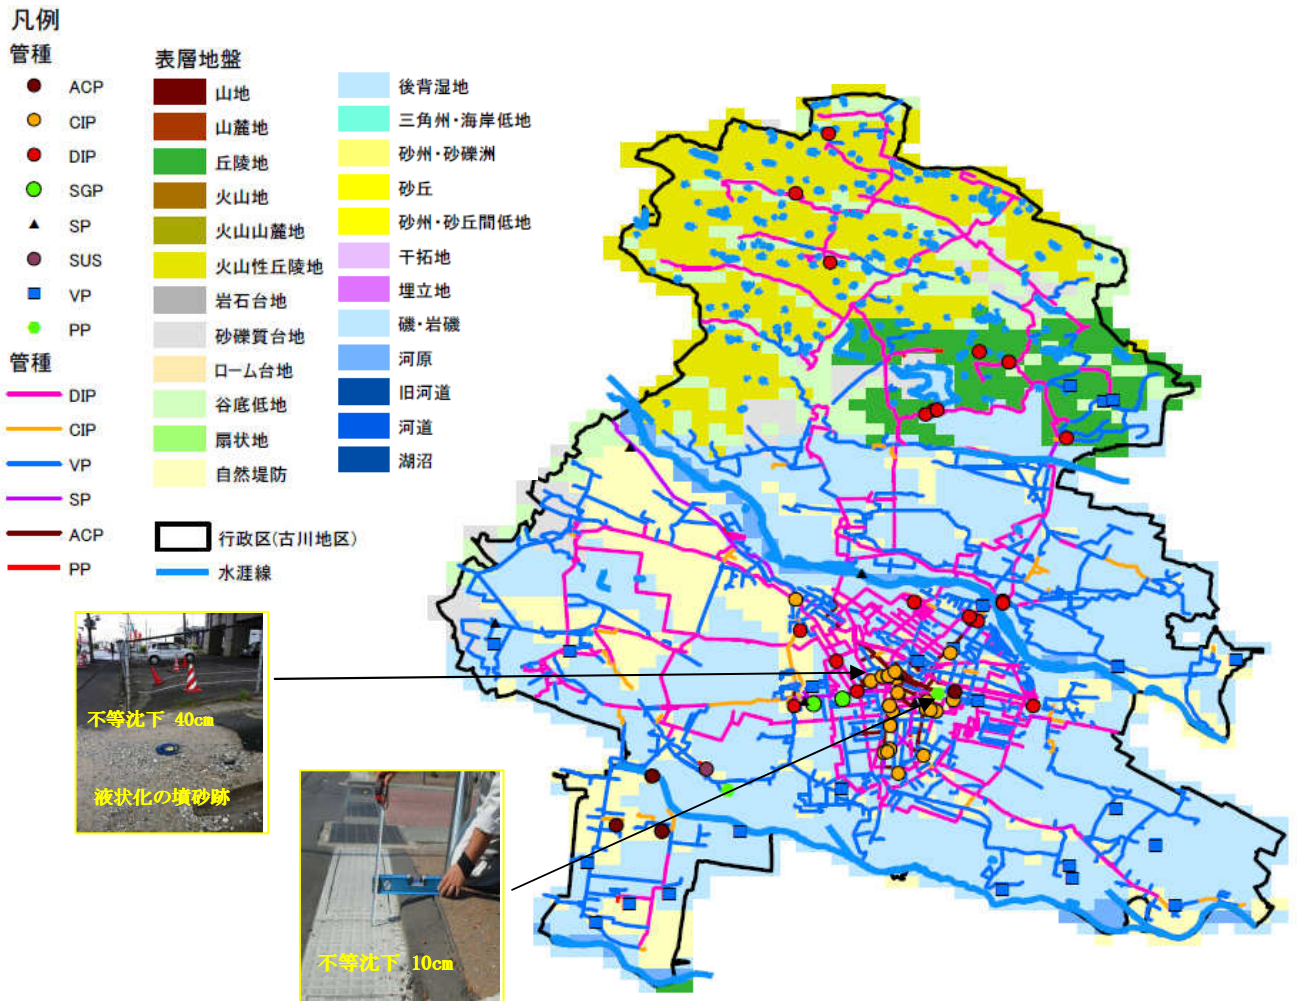 凡例
管種
ACP
CIP
DIP
SGP
SP
SUS
VP
PP
管種
DIP
CIP
VP
SP
ACP
PP
表層地盤
山地
山麓地
丘陵地
火山地
火山山麓地
火山性丘陵地
岩石台地
砂礫質台地
ローム台地
谷底低地
扇状地
自然堤防
行政区(古川地区)
水涯線
後背湿地
三角州・海岸低地
砂州・砂礫洲
砂丘
砂州・砂丘間低地
干拓地
埋立地
磯・岩礁
河原
旧河道
河道
湖沼
不等沈下 40cm
液状化の墳砂跡
不等沈下 10cm